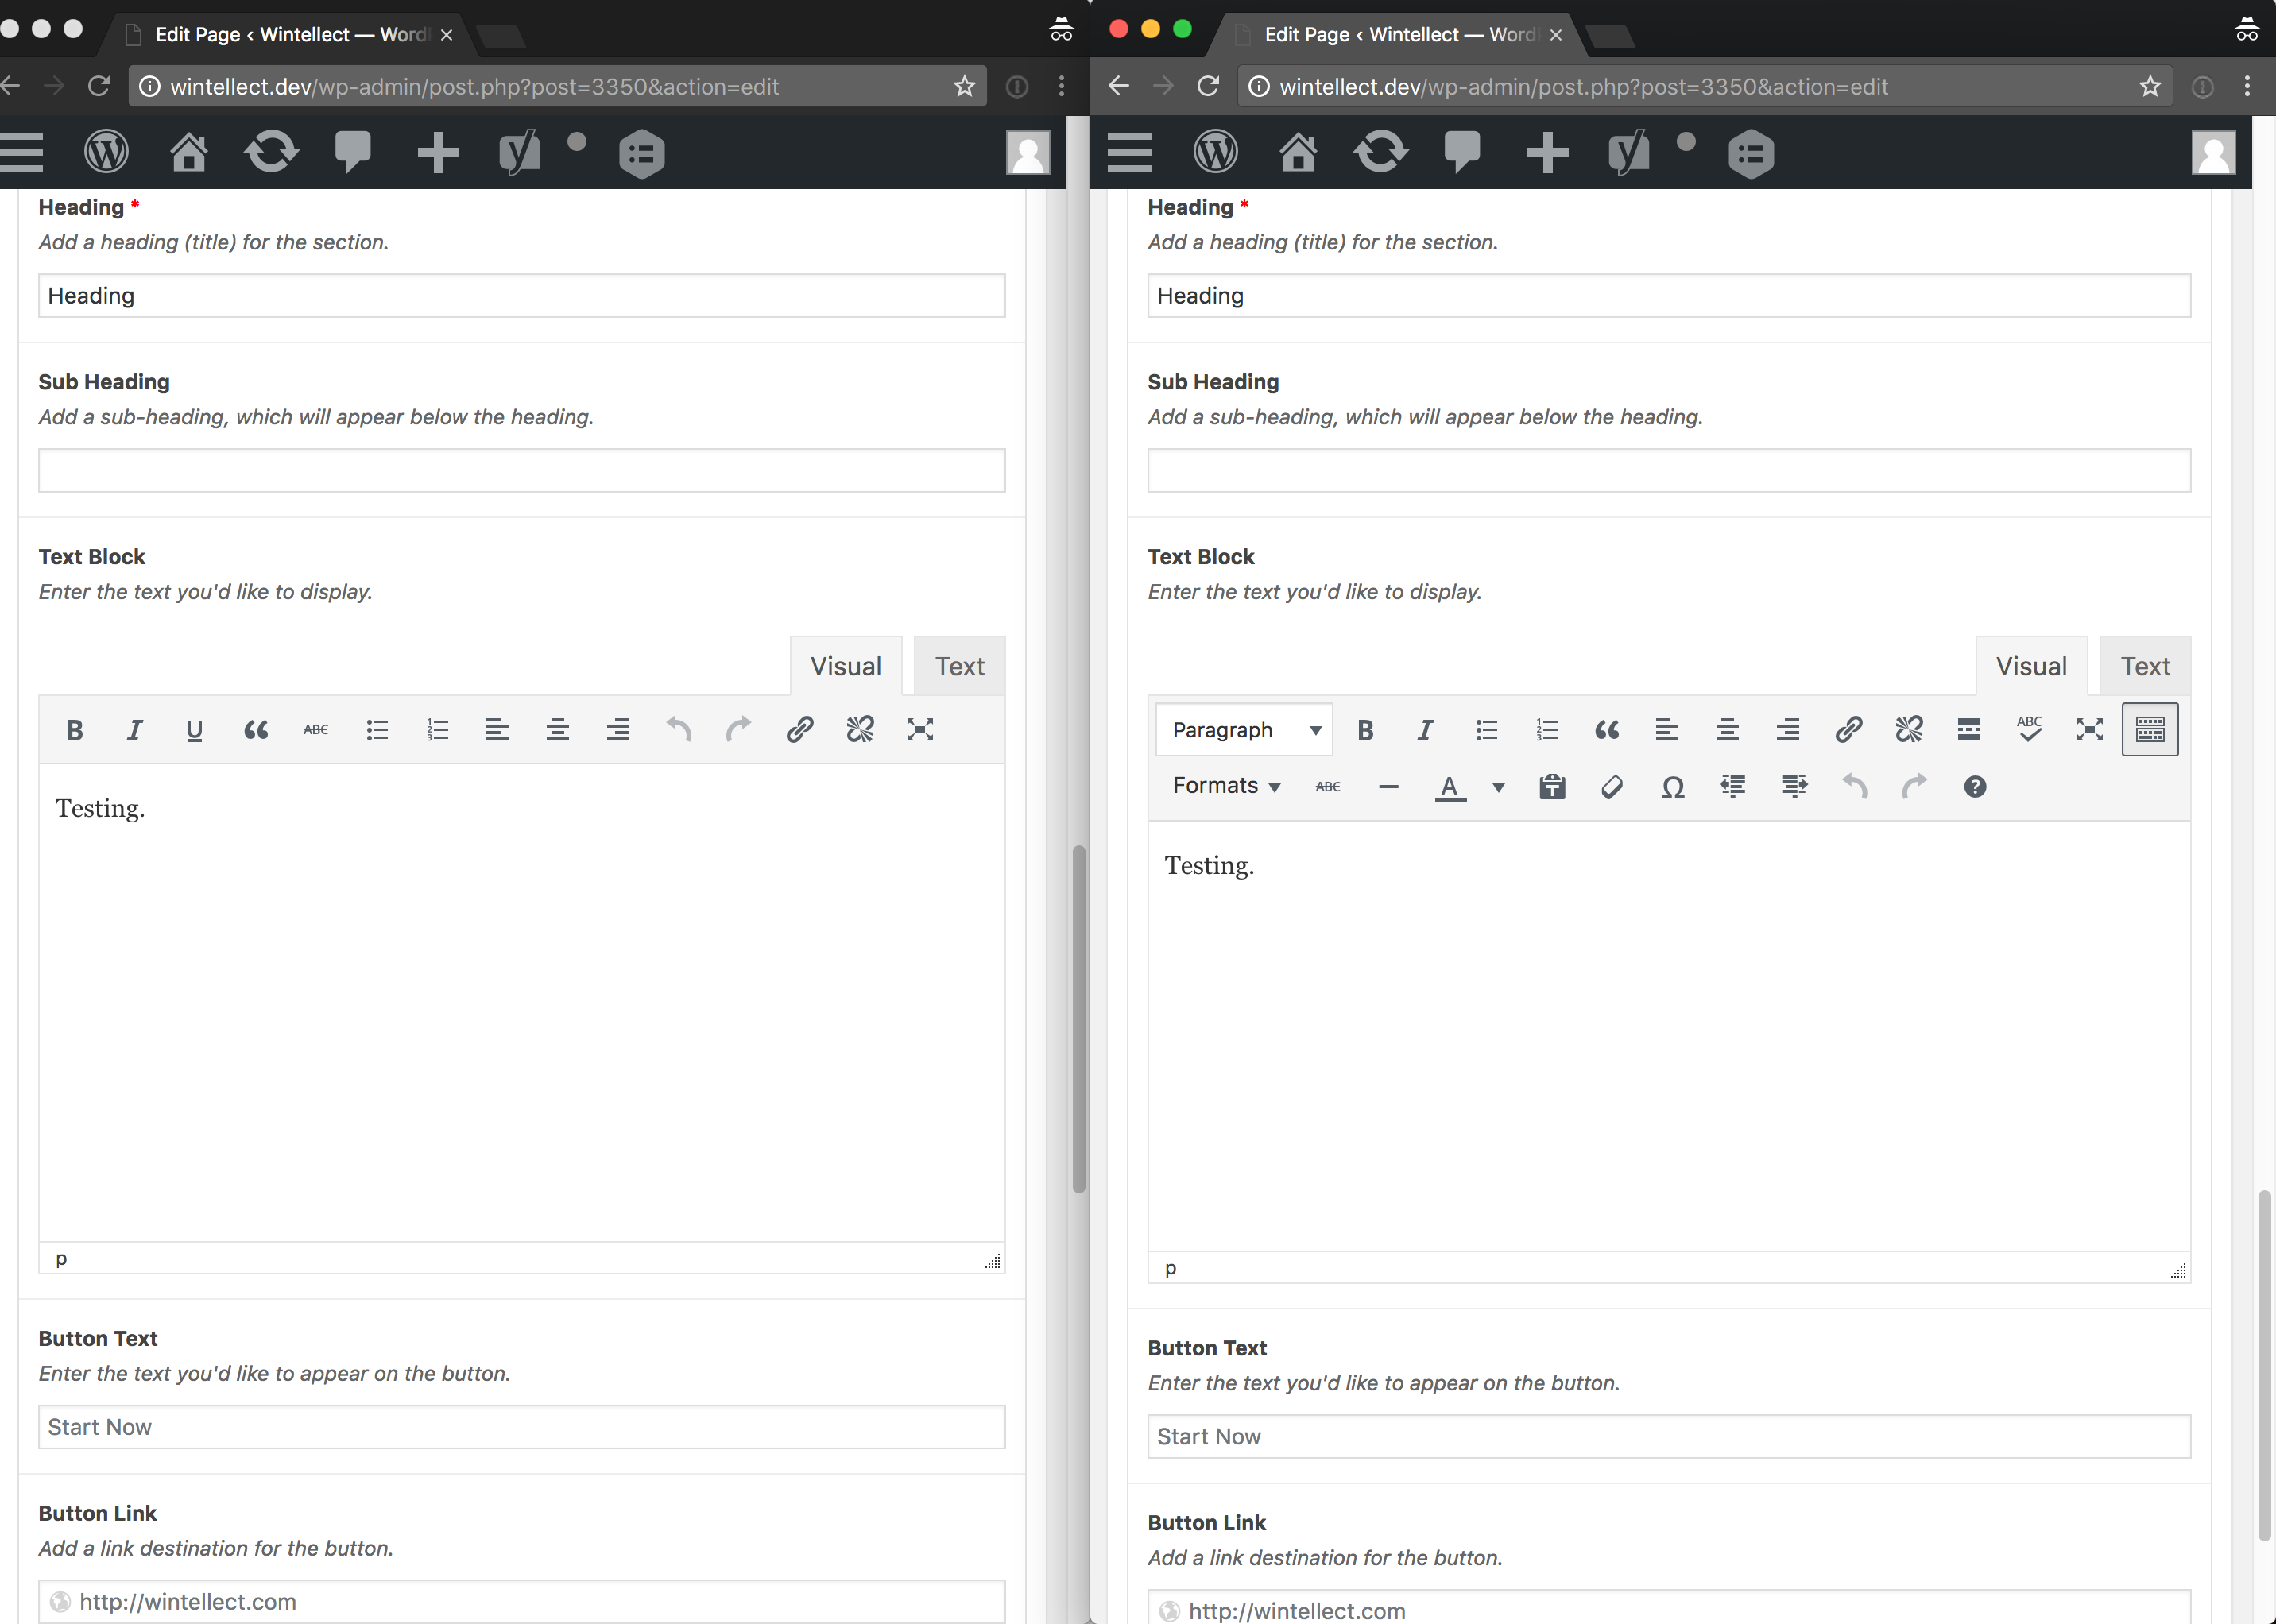 Edit Page ‹ Wintellect — Word
wintellect.dev/wp-admin/post.php?post=3350&action=edit
Heading *
Add a heading (title) for the section.
Heading
Sub Heading
Add a sub-heading, which will appear below the heading.
Text Block
Enter the text you'd like to display.
Visual Text
B I U ABC
Testing.
p
Button Text
Enter the text you'd like to appear on the button.
Start Now
Button Link
Add a link destination for the button.
http://wintellect.com
Edit Page ‹ Wintellect — Word
wintellect.dev/wp-admin/post.php?post=3350&action=edit
Heading *
Add a heading (title) for the section.
Heading
Sub Heading
Add a sub-heading, which will appear below the heading.
Text Block
Enter the text you'd like to display.
Visual Text
Paragraph B I ABC
Formats ABC A Ω
Testing.
p
Button Text
Enter the text you'd like to appear on the button.
Start Now
Button Link
Add a link destination for the button.
http://wintellect.com